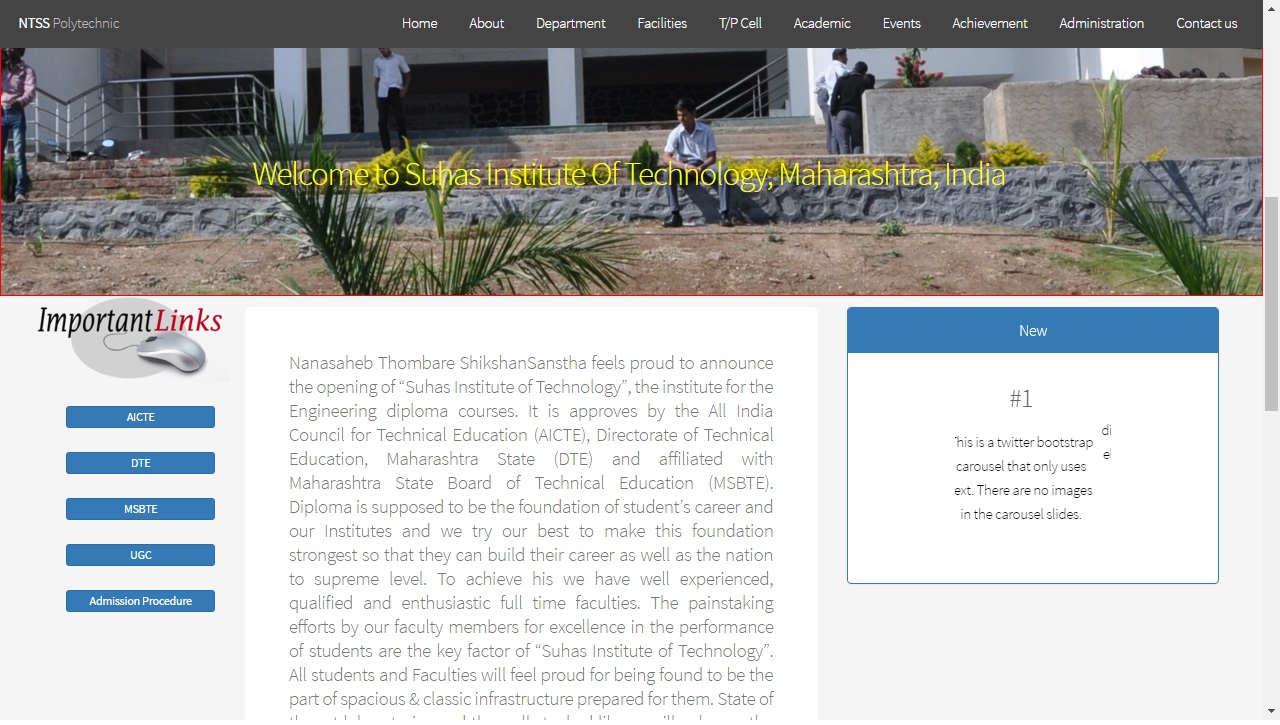 NTSS Polytechnic
Home About Department Facilities T/P Cell Academic Events Achievement Administration Contact us
Welcome to Suhas Institute Of Technology, Maharashtra, India
Important Links
AICTE
DTE
MSBTE
UGC
Admission Procedure
Nanasaheb Thombare ShikshanSanstha feels proud to announce
the opening of “Suhas Institute of Technology”, the institute for the
Engineering diploma courses. It is approves by the All India
Council for Technical Education (AICTE), Directorate of Technical
Education, Maharashtra State (DTE) and affiliated with
Maharashtra State Board of Technical Education (MSBTE).
Diploma is supposed to be the foundation of student’s career and
our Institutes and we try our best to make this foundation
strongest so that they can build their career as well as the nation
to supreme level. To achieve his we have well experienced,
qualified and enthusiastic full time faculties. The painstaking
efforts by our faculty members for excellence in the performance
of students are the key factor of “Suhas Institute of Technology”.
All students and Faculties will feel proud for being found to be the
part of spacious & classic infrastructure prepared for them. State of
New
#1
his is a twitter bootstrap
carousel that only uses
ext. There are no images
in the carousel slides.
di
el